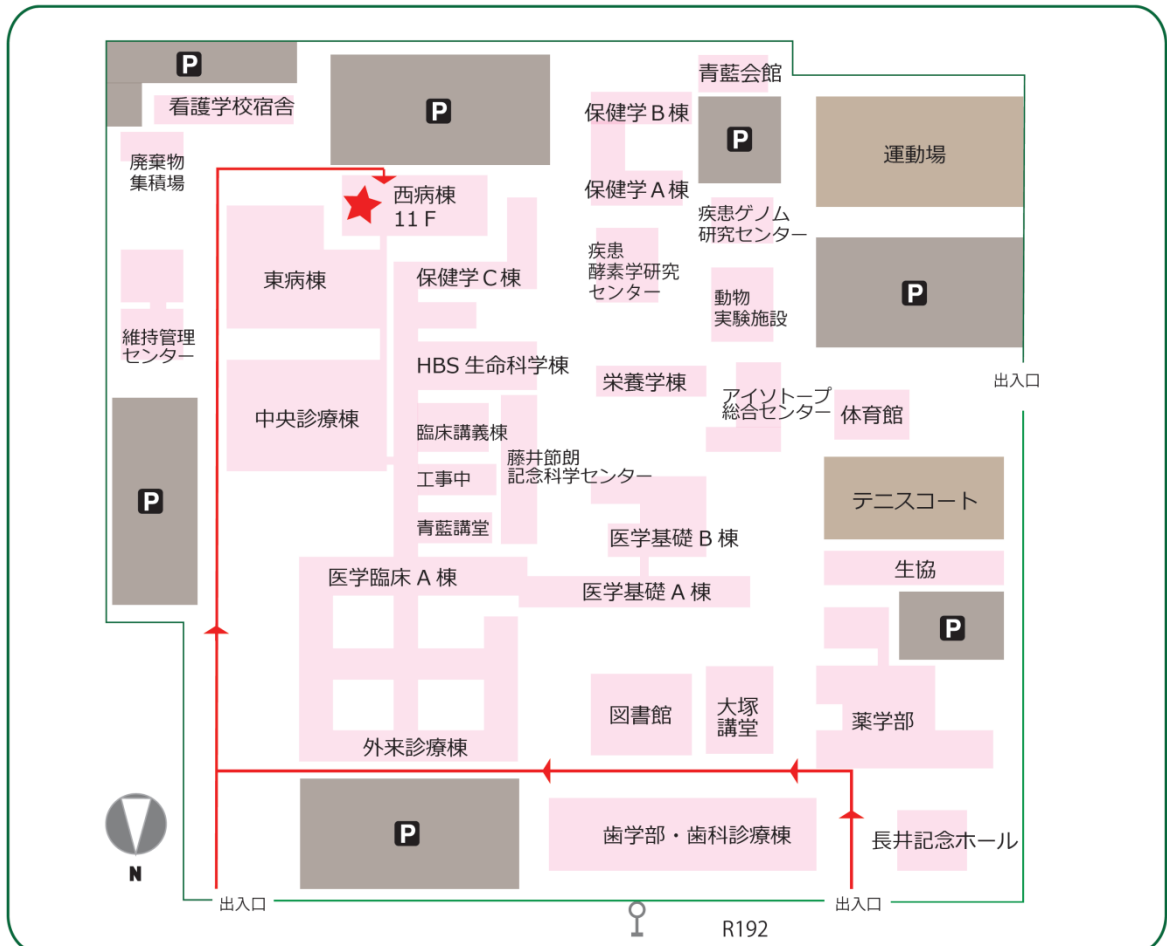 P
青藍会館
看護学校宿舎
P
保健学B棟
P
運動場
廃棄物
集積場
西病棟
11 F
保健学A棟
疾患ゲノム
研究センター
疾患
酵素学研究
センター
東病棟
保健学C棟
動物
実験施設
P
維持管理
センター
HBS 生命科学棟
栄養学棟
出入口
アイソトープ
総合センター
体育館
中央診療棟
臨床講義棟
藤井節朗
記念科学センター
工事中
P
テニスコート
青藍講堂
医学基礎 B 棟
医学臨床 A 棟
医学基礎 A 棟
生協
P
図書館
大塚
講堂
薬学部
外来診療棟
N
P
歯学部・歯科診療棟
長井記念ホール
出入口
出入口
R192